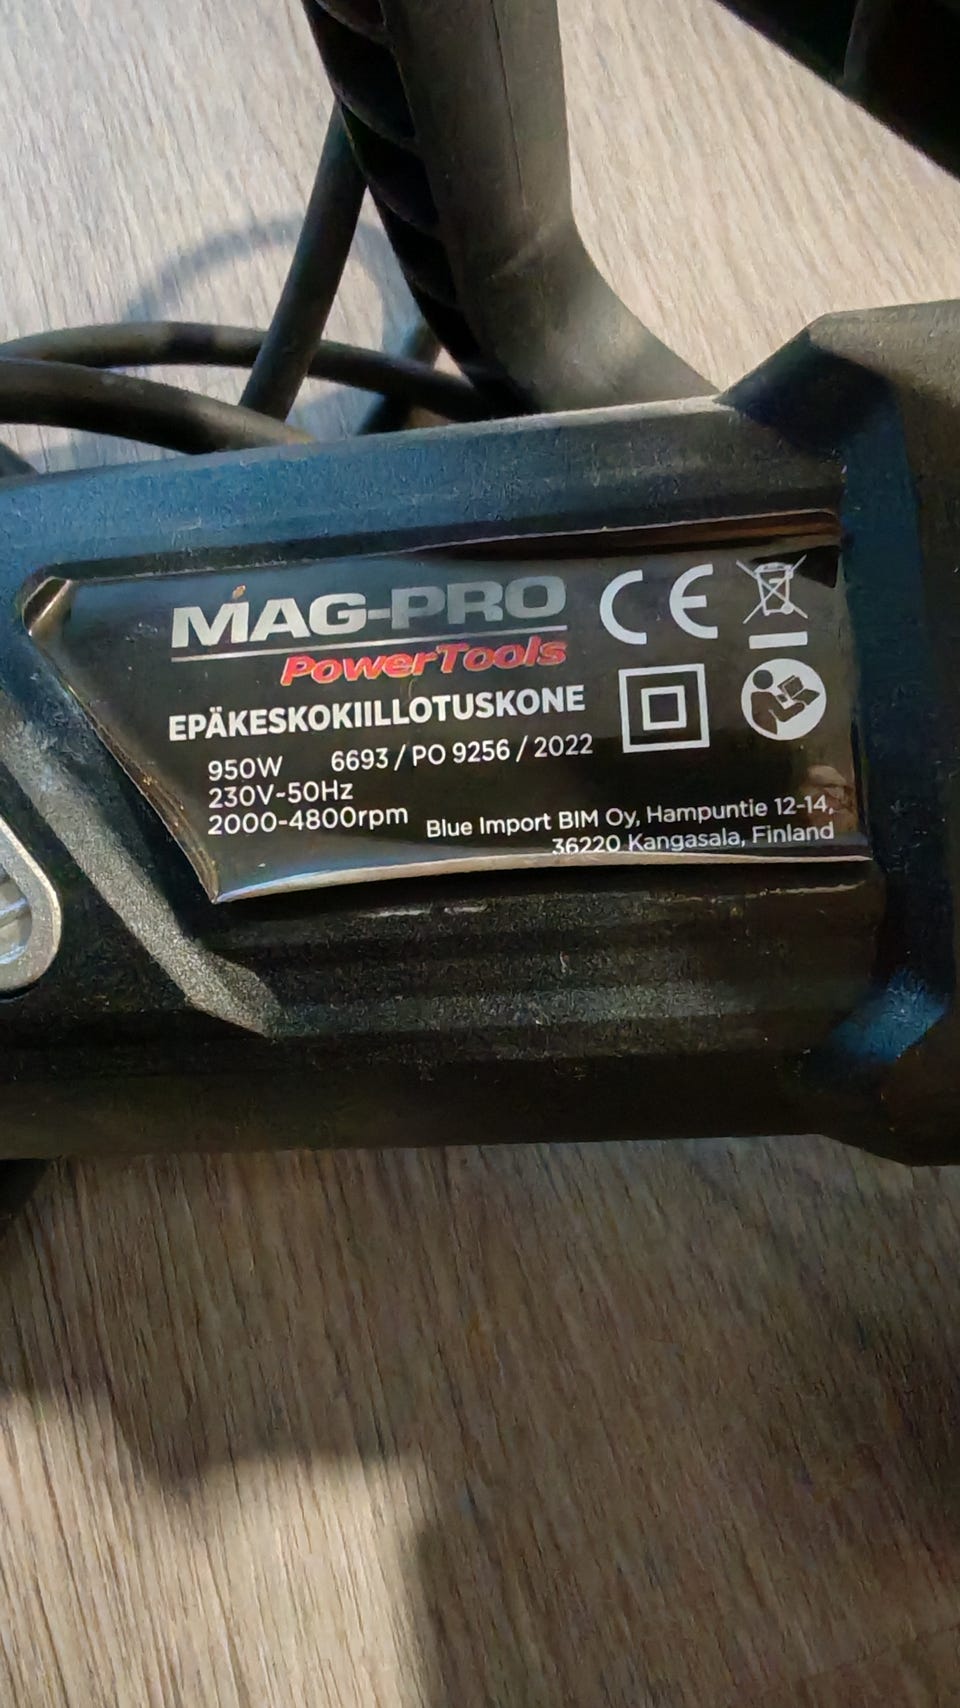 MAG-PRO
PowerTools
CE
EPÄKESKOKIILLOTUSKONE
950W 6693 / PO 9256 / 2022
230V~50Hz
2000-4800rpm
Blue Import BIM Oy, Hampuntie 12-14,
36220 Kangasala, Finland